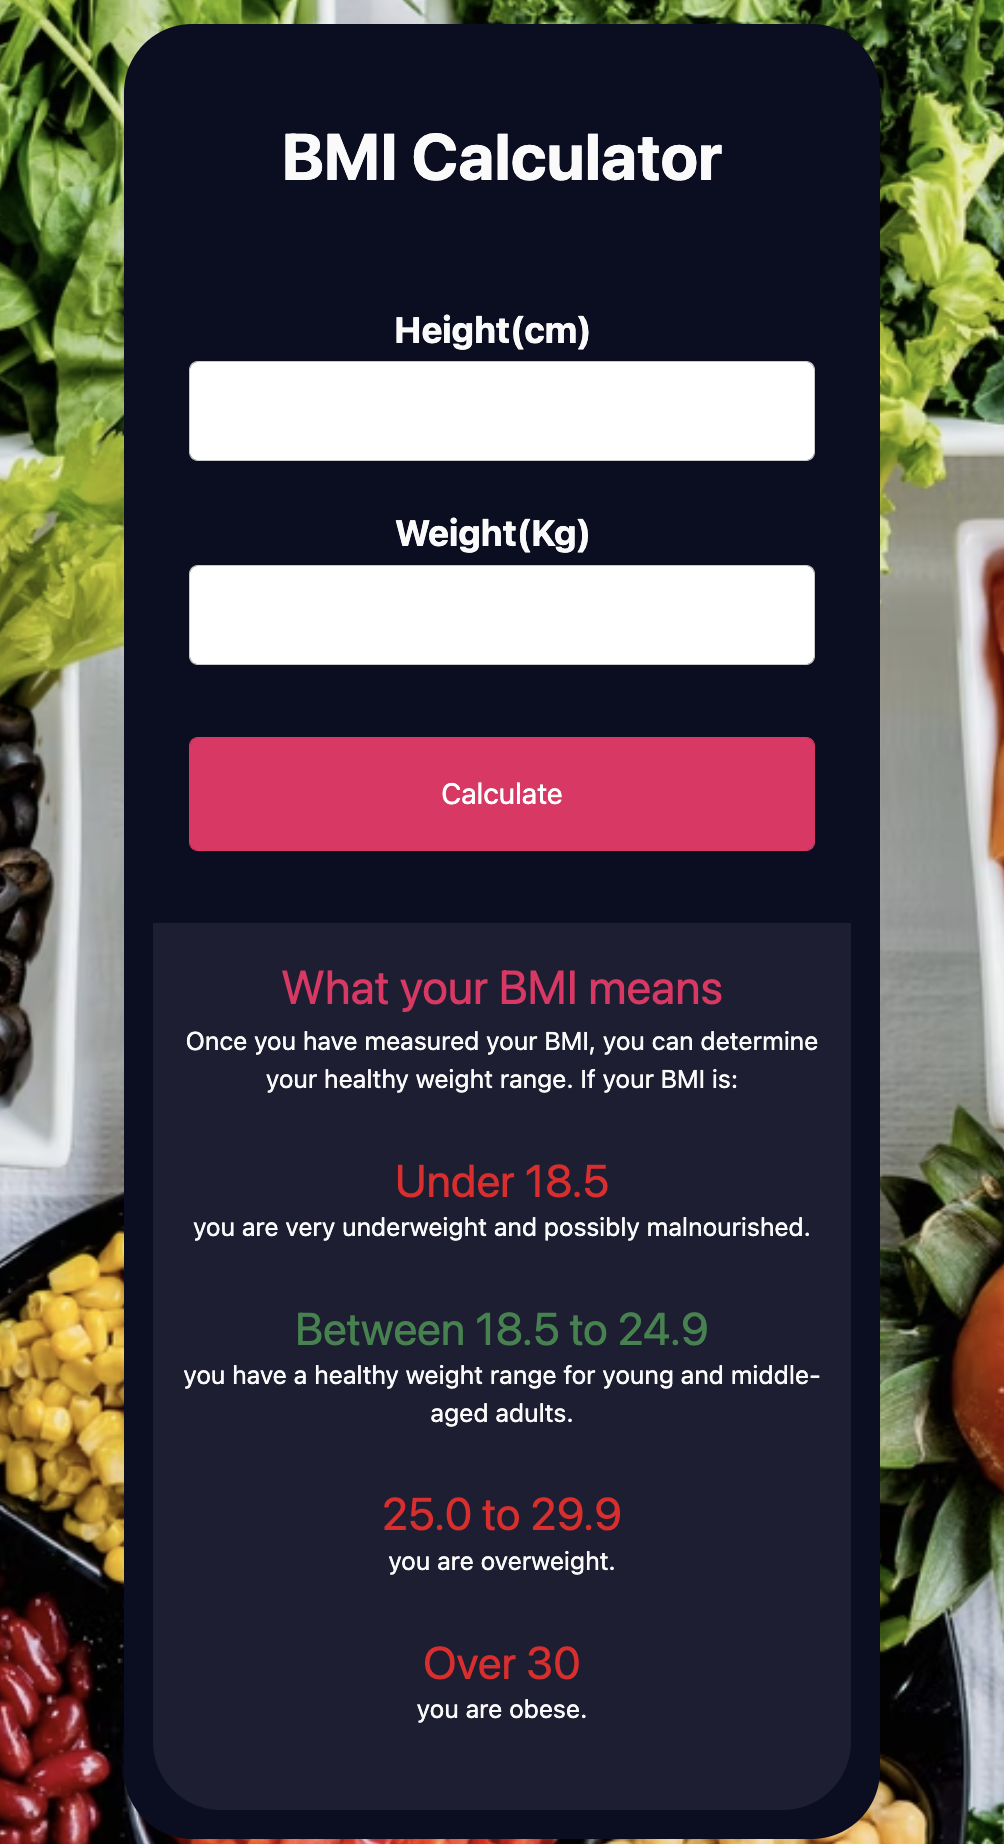 BMI Calculator
Height(cm)
Weight(Kg)
Calculate
What your BMI means
Once you have measured your BMI, you can determine
your healthy weight range. If your BMI is:
Under 18.5
you are very underweight and possibly malnourished.
Between 18.5 to 24.9
you have a healthy weight range for young and middle-
aged adults.
25.0 to 29.9
you are overweight.
Over 30
you are obese.